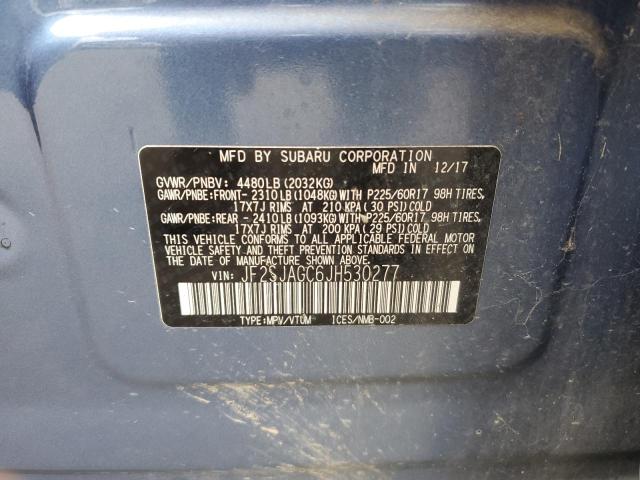 MFD BY SUBARU CORPORATION
MFD IN 12/17
GVWR/PNBV: 4480LB (2032KG)
GAWR/PNBE:FRONT-2310LB(1048KG)WITH P225/60R17 98H TIRES,
17X7J RIMS AT 210 KPA (30 PSI)COLD
GAWR/PNBE:REAR -2410LB(1093KG)WITH P225/60R17 98H TIRES,
17X7J RIMS AT 200 KPA (29 PSI)COLD
THIS VEHICLE CONFORMS TO ALL APPLICABLE FEDERAL MOTOR
VEHICLE SAFETY AND THEFT PREVENTION STANDARDS IN EFFECT
ON THE DATE OF MANUFACTURE SHOWN ABOVE.
VIN: JF2SJAGC6JH530277
TYPE:MPV/VTUM ICES/NMB-002